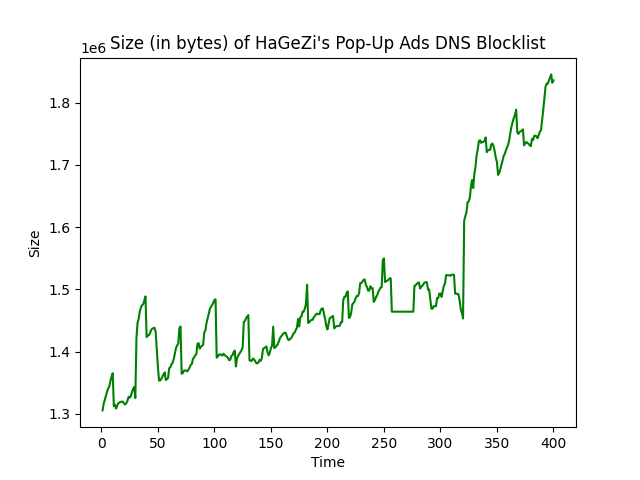 Size (in bytes) of HaGeZi's Pop-Up Ads DNS Blocklist
1e6
1.8
1.7
1.6
1.5
1.4
1.3
Size
0 50 100 150 200 250 300 350 400
Time